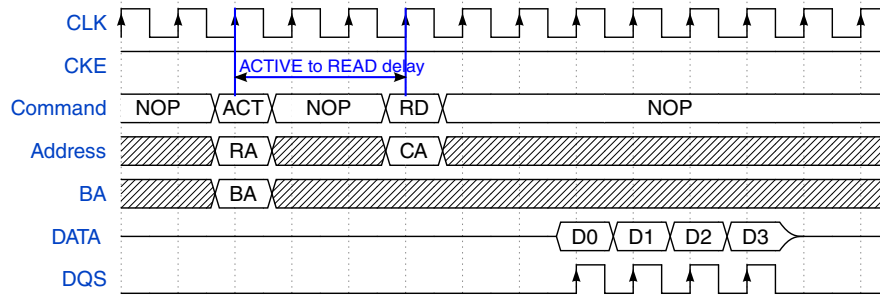 CLK
CKE
ACTIVE to READ delay
Command NOP ACT NOP RD NOP
Address RA CA
BA BA
DATA D0 D1 D2 D3
DQS